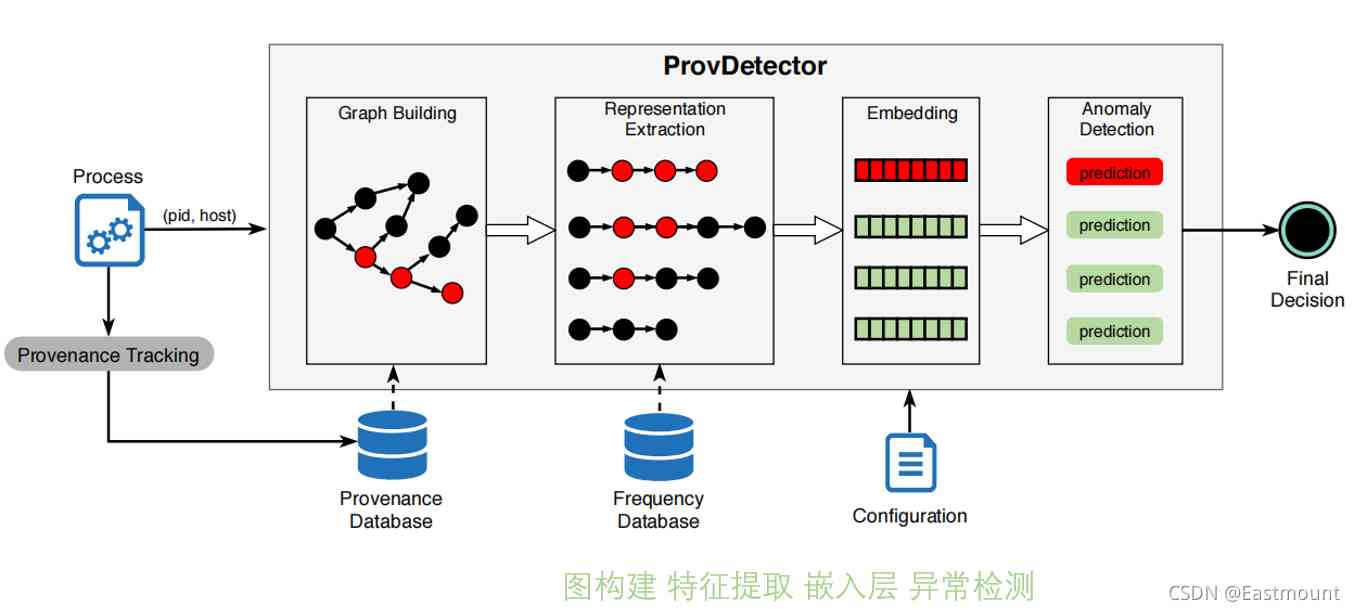 ProvDetector
Graph Building
Representation
Extraction
Embedding
Anomaly
Detection
Process
(pid, host)
prediction
prediction
prediction
prediction
Final
Decision
Provenance Tracking
Provenance
Database
Frequency
Database
Configuration
图构建 特征提取 嵌入层 异常检测
CSDN @Eastmount